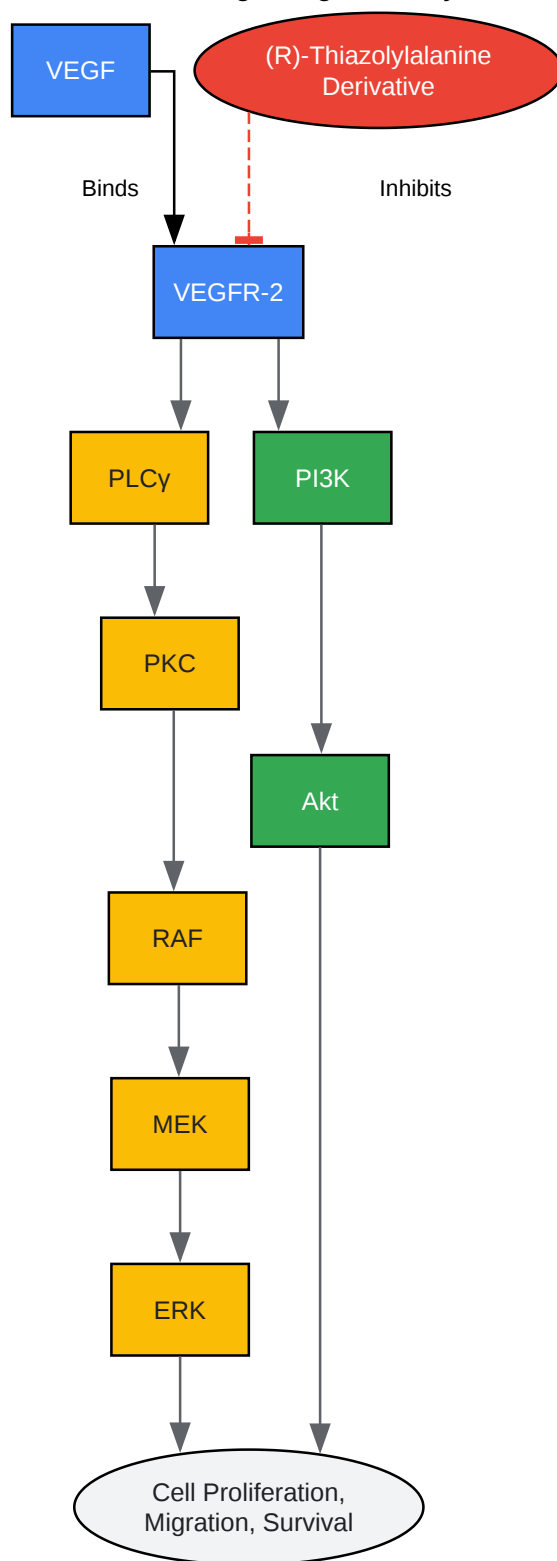 VEGF
(R)-Thiazolylalanine
Derivative
Binds
Inhibits
VEGFR-2
PLCγ
PI3K
PKC
Akt
RAF
MEK
ERK
Cell Proliferation,
Migration, Survival